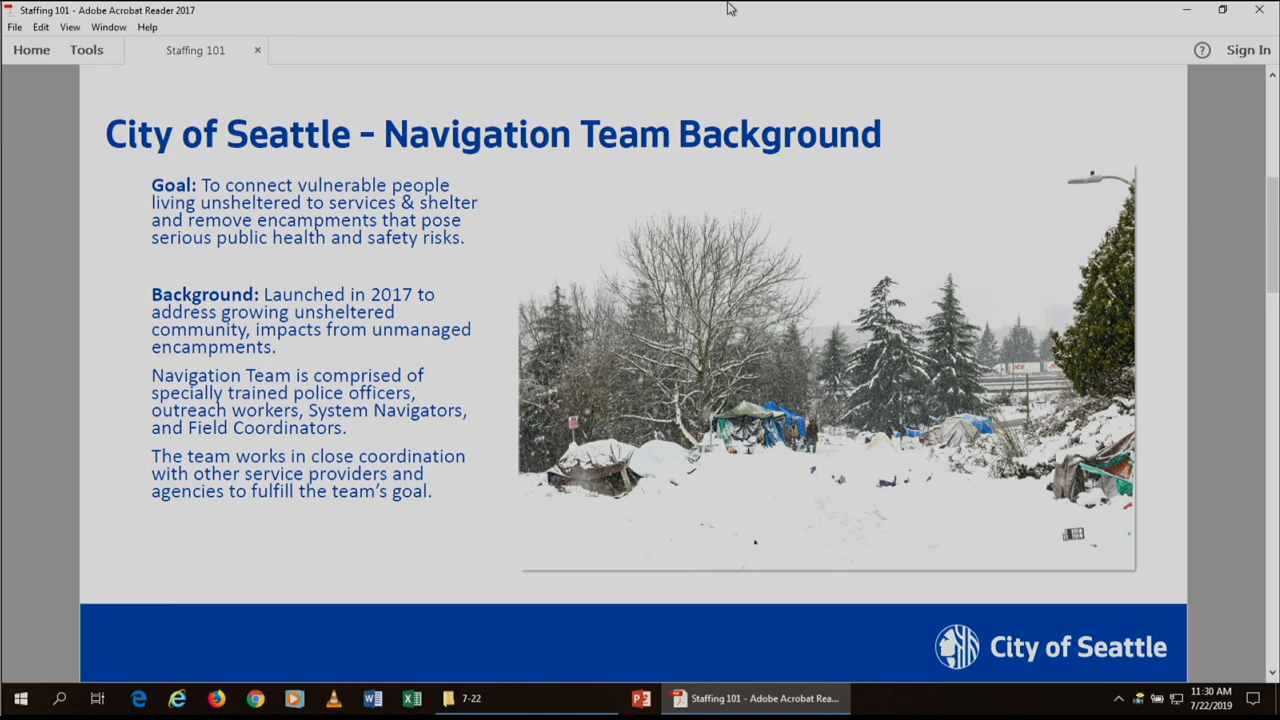 Staffing 101 - Adobe Acrobat Reader 2017
File Edit View Window Help
Home Tools Staffing 101 × ? Sign In
City of Seattle – Navigation Team Background
Goal: To connect vulnerable people
living unsheltered to services & shelter
and remove encampments that pose
serious public health and safety risks.
Background: Launched in 2017 to
address growing unsheltered
community, impacts from unmanaged
encampments.
Navigation Team is comprised of
specially trained police officers,
outreach workers, System Navigators,
and Field Coordinators.
The team works in close coordination
with other service providers and
agencies to fulfill the team's goal.
City of Seattle
7-22
Staffing 101 - Adobe Acrobat Rea...
11:30 AM
7/22/2019